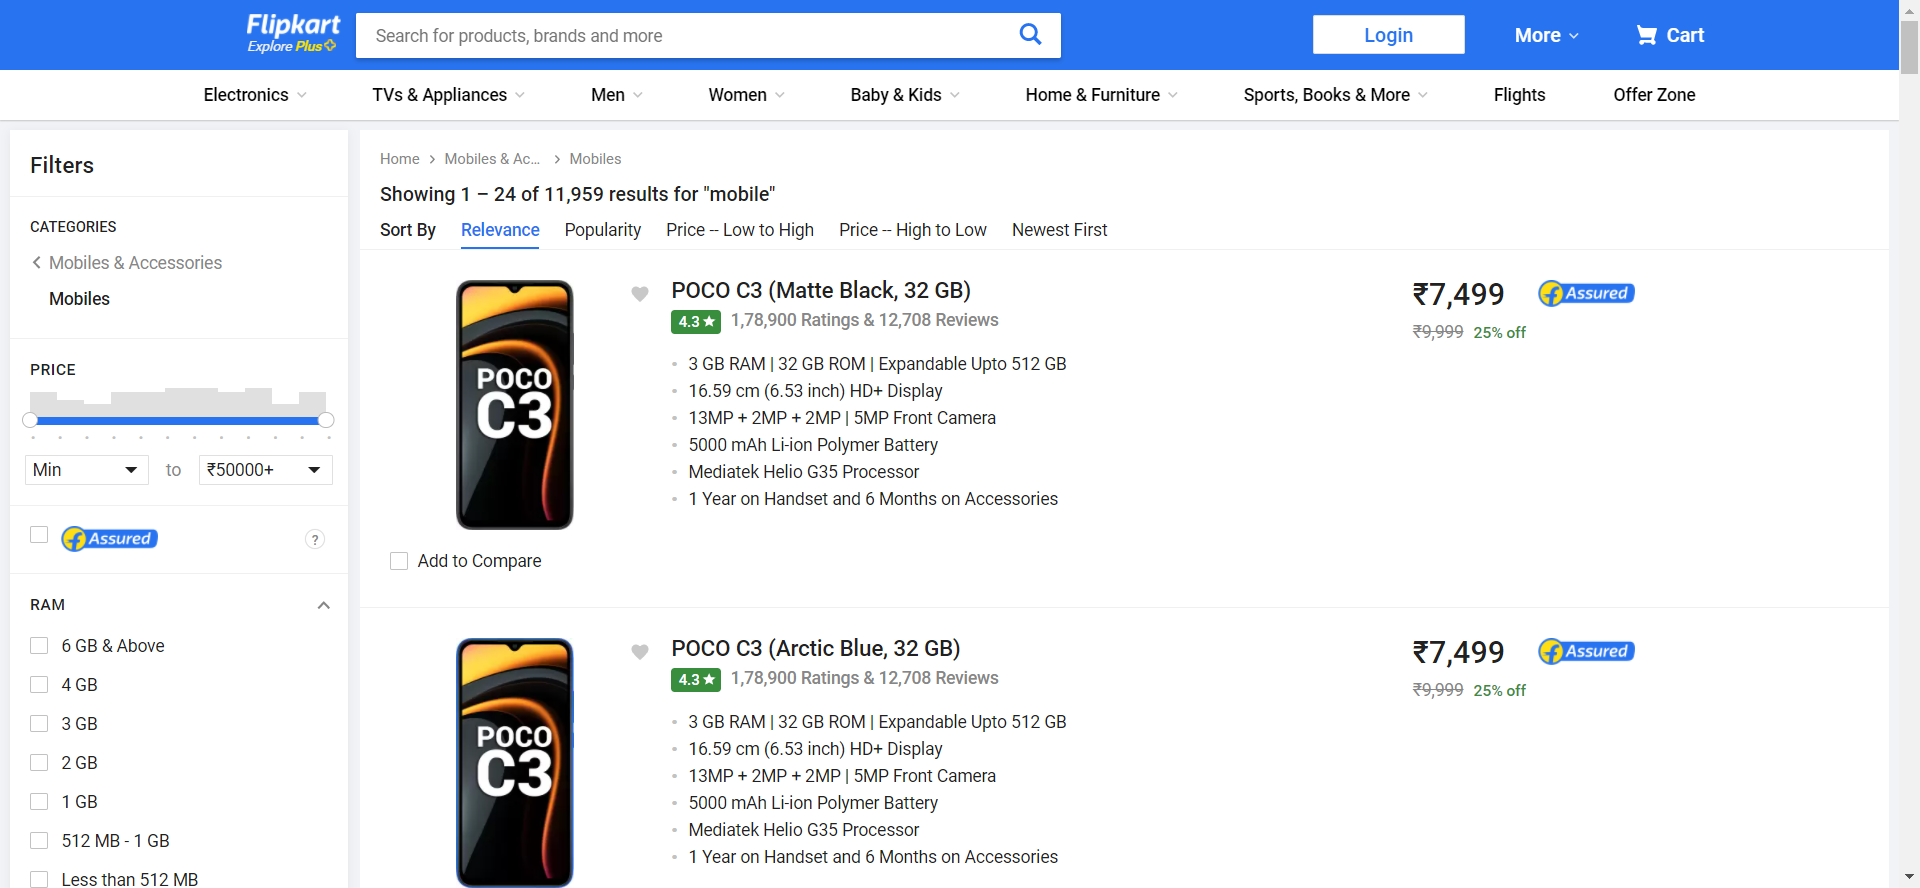 Flipkart
Explore Plus
Search for products, brands and more
Login
More
Cart
Electronics
TVs & Appliances
Men
Women
Baby & Kids
Home & Furniture
Sports, Books & More
Flights
Offer Zone
Filters
CATEGORIES
Mobiles & Accessories
Mobiles
PRICE
Min to ₹50000+
Assured
?
RAM
6 GB & Above
4 GB
3 GB
2 GB
1 GB
512 MB - 1 GB
Less than 512 MB
Home > Mobiles & Ac... > Mobiles
Showing 1 – 24 of 11,959 results for "mobile"
Sort By Relevance Popularity Price -- Low to High Price -- High to Low Newest First
POCO
C3
Add to Compare
POCO C3 (Matte Black, 32 GB)
4.3★ 1,78,900 Ratings & 12,708 Reviews
3 GB RAM | 32 GB ROM | Expandable Upto 512 GB
16.59 cm (6.53 inch) HD+ Display
13MP + 2MP + 2MP | 5MP Front Camera
5000 mAh Li-ion Polymer Battery
Mediatek Helio G35 Processor
1 Year on Handset and 6 Months on Accessories
₹7,499 Assured
₹9,999 25% off
POCO
C3
POCO C3 (Arctic Blue, 32 GB)
4.3★ 1,78,900 Ratings & 12,708 Reviews
3 GB RAM | 32 GB ROM | Expandable Upto 512 GB
16.59 cm (6.53 inch) HD+ Display
13MP + 2MP + 2MP | 5MP Front Camera
5000 mAh Li-ion Polymer Battery
Mediatek Helio G35 Processor
1 Year on Handset and 6 Months on Accessories
₹7,499 Assured
₹9,999 25% off